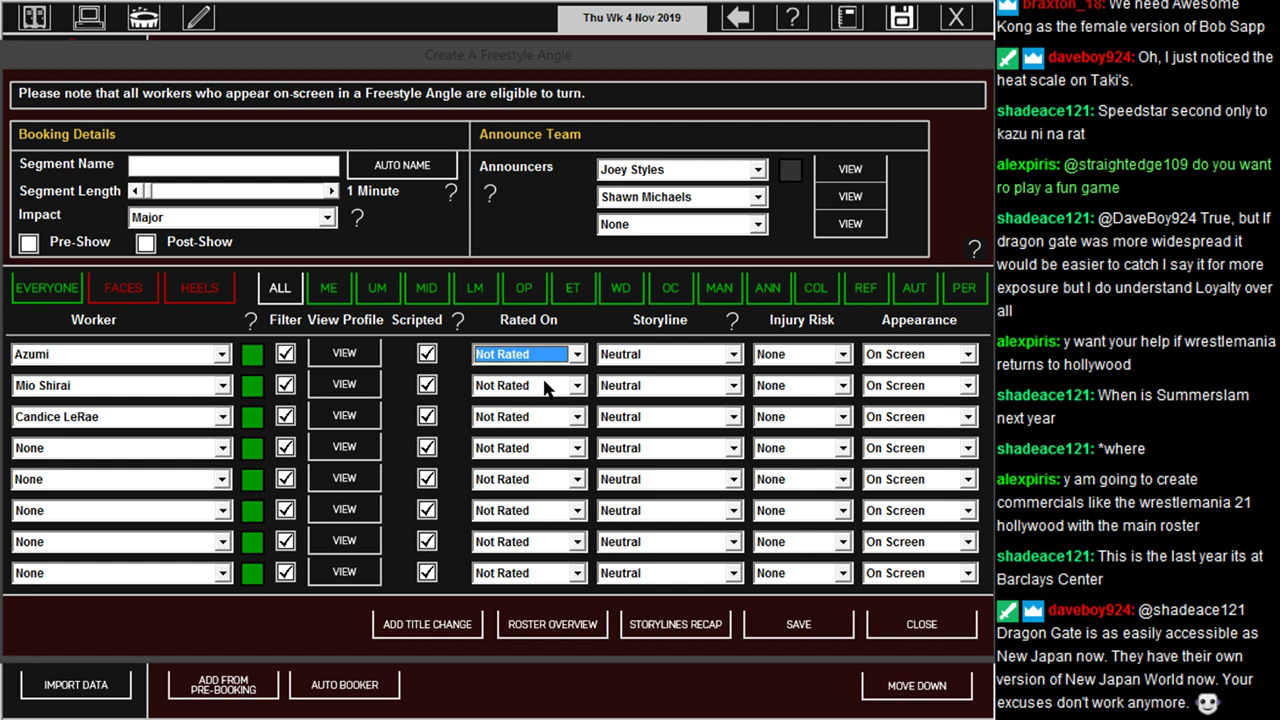 Thu Wk 4 Nov 2019
Create A Freestyle Angle
Please note that all workers who appear on-screen in a Freestyle Angle are eligible to turn.
Booking Details
Segment Name
AUTO NAME
Segment Length
1 Minute
?
Impact
Major
?
Pre-Show
Post-Show
Announce Team
Announcers
Joey Styles
VIEW
?
Shawn Michaels
VIEW
None
VIEW
?
EVERYONE FACES HEELS ALL ME UM MID LM OP ET WD OC MAN ANN COL REF AUT PER
Worker ? Filter View Profile Scripted ? Rated On Storyline ? Injury Risk Appearance
Azumi VIEW Not Rated Neutral None On Screen
Mio Shirai VIEW Not Rated Neutral None On Screen
Candice LeRae VIEW Not Rated Neutral None On Screen
None VIEW Not Rated Neutral None On Screen
None VIEW Not Rated Neutral None On Screen
None VIEW Not Rated Neutral None On Screen
None VIEW Not Rated Neutral None On Screen
None VIEW Not Rated Neutral None On Screen
ADD TITLE CHANGE ROSTER OVERVIEW STORYLINES RECAP SAVE CLOSE
IMPORT DATA
ADD FROM
PRE-BOOKING
AUTO BOOKER
MOVE DOWN
braxton_18: We need Awesome
Kong as the female version of Bob Sapp
daveboy924: Oh, I just noticed the
heat scale on Taki's.
shadeace121: Speedstar second only to
kazu ni na rat
alexpiris: @straightedge109 do you want
ro play a fun game
shadeace121: @DaveBoy924 True, but If
dragon gate was more widespread it
would be easier to catch I say it for more
exposure but I do understand Loyalty over
all
alexpiris: y want your help if wrestlemania
returns to hollywood
shadeace121: When is Summerslam
next year
shadeace121: *where
alexpiris: y am going to create
commercials like the wrestlemania 21
hollywood with the main roster
shadeace121: This is the last year its at
Barclays Center
daveboy924: @shadeace121
Dragon Gate is as easily accessible as
New Japan now. They have their own
version of New Japan World now. Your
excuses don't work anymore.